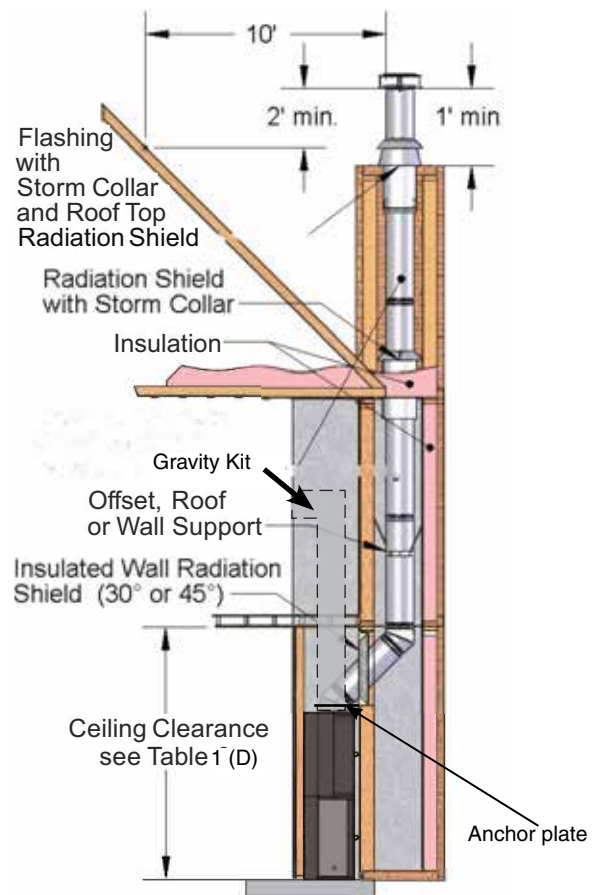 10'
2' min.
1' min
Flashing
with
Storm Collar
and Roof Top
Radiation Shield
Radiation Shield
with Storm Collar
Insulation
Gravity Kit
Offset, Roof
or Wall Support
Insulated Wall Radiation
Shield (30° or 45°)
Ceiling Clearance
see Table 1 (D)
Anchor plate